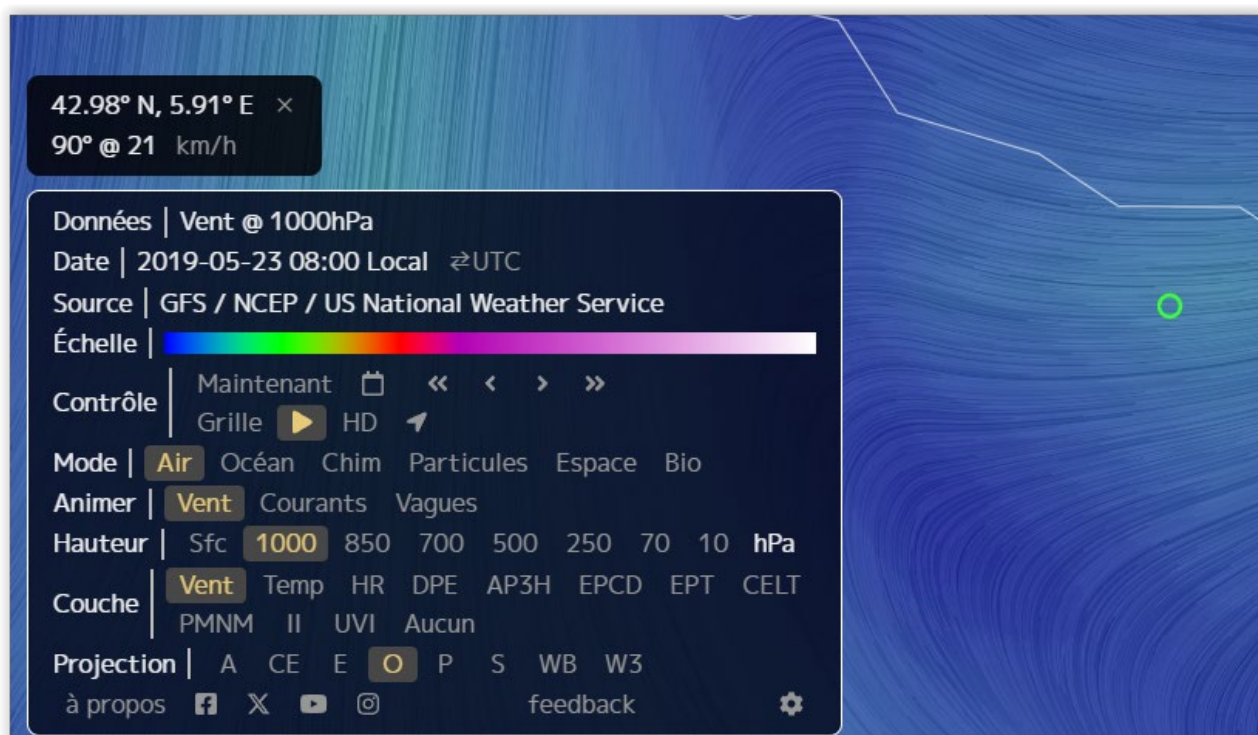 42.98° N, 5.91° E ×
90° @ 21 km/h
Données | Vent @ 1000hPa
Date | 2019-05-23 08:00 Local ⇄UTC
Source | GFS / NCEP / US National Weather Service
Échelle |
Contrôle | Maintenant « ‹ › »
Grille HD
Mode | Air Océan Chim Particules Espace Bio
Animer | Vent Courants Vagues
Hauteur | Sfc 1000 850 700 500 250 70 10 hPa
Couche | Vent Temp HR DPE AP3H EPCD EPT CELT
PMNM II UVI Aucun
Projection | A CE E O P S WB W3
à propos feedback